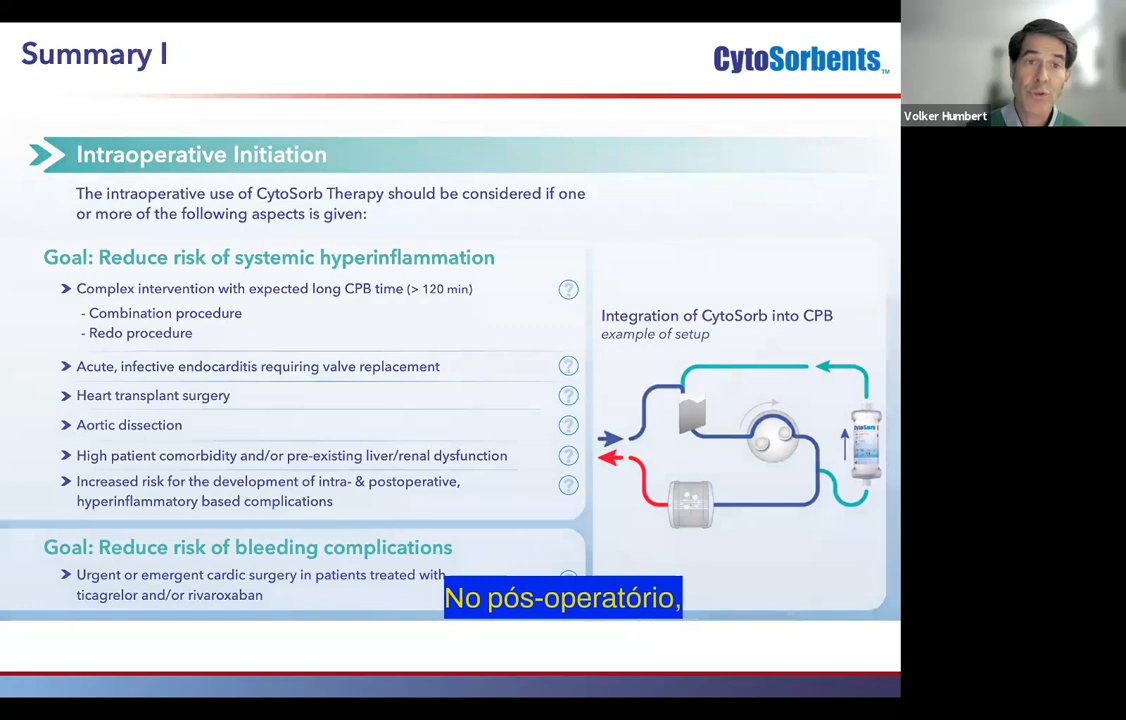 Summary I
CytoSorbents™
Volker Humbert
Intraoperative Initiation
The intraoperative use of CytoSorb Therapy should be considered if one
or more of the following aspects is given:
Goal: Reduce risk of systemic hyperinflammation
Complex intervention with expected long CPB time (> 120 min)
?
- Combination procedure
- Redo procedure
Acute, infective endocarditis requiring valve replacement
?
Heart transplant surgery
?
Aortic dissection
?
High patient comorbidity and/or pre-existing liver/renal dysfunction
?
Increased risk for the development of intra- & postoperative,
?
hyperinflammatory based complications
Integration of CytoSorb into CPB
example of setup
CytoSorb
Goal: Reduce risk of bleeding complications
Urgent or emergent cardic surgery in patients treated with
ticagrelor and/or rivaroxaban
No pós-operatório,